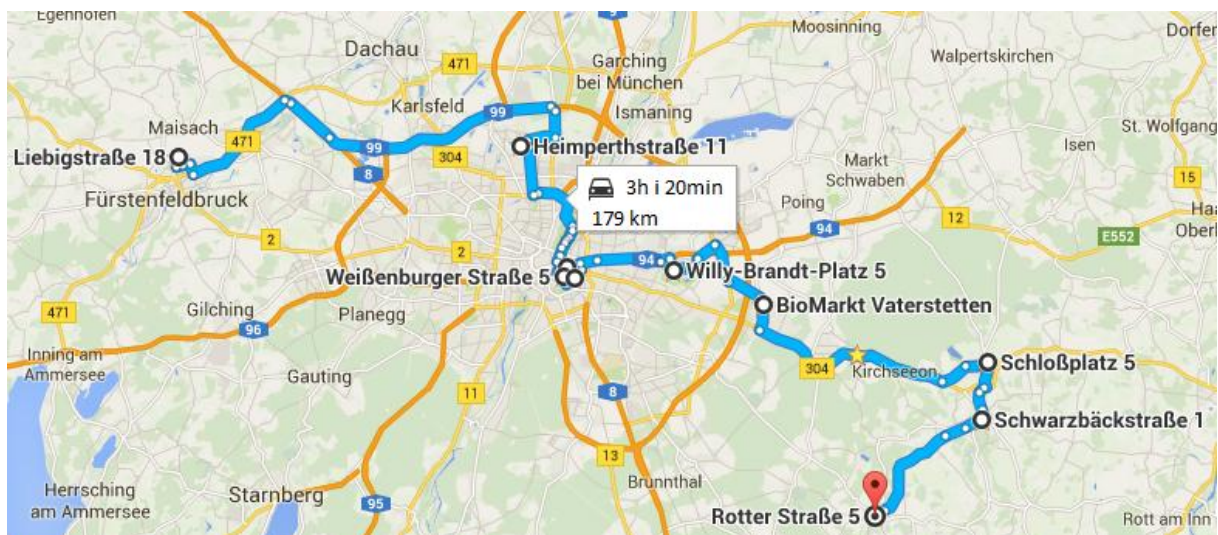 Egenhofen
9
Moosinning
Dorfer
Dachau
471
Garching
bei München
Walpertskirchen
Karlsfeld
99
Ismaning
Maisach
471
St. Wolfgang
Isen
Liebigstraße 18
99
304
Heimperthstraße 11
Markt
Schwaben
8
15
Fürstenfeldbruck
3h i 20min
179 km
Poing
12
Haa
Oberl
2
2
94
E552
94
Weißenburger Straße 5
Willy-Brandt-Platz 5
471
Gilching
Planegg
BioMarkt Vaterstetten
96
Inning am
Ammersee
Gauting
304
Kirchseeon
Schloßplatz 5
11
8
Schwarzbäckstraße 1
13
Herrsching
am Ammersee
Starnberg
95
Brunnthal
Rotter Straße 5
Rott am Inn